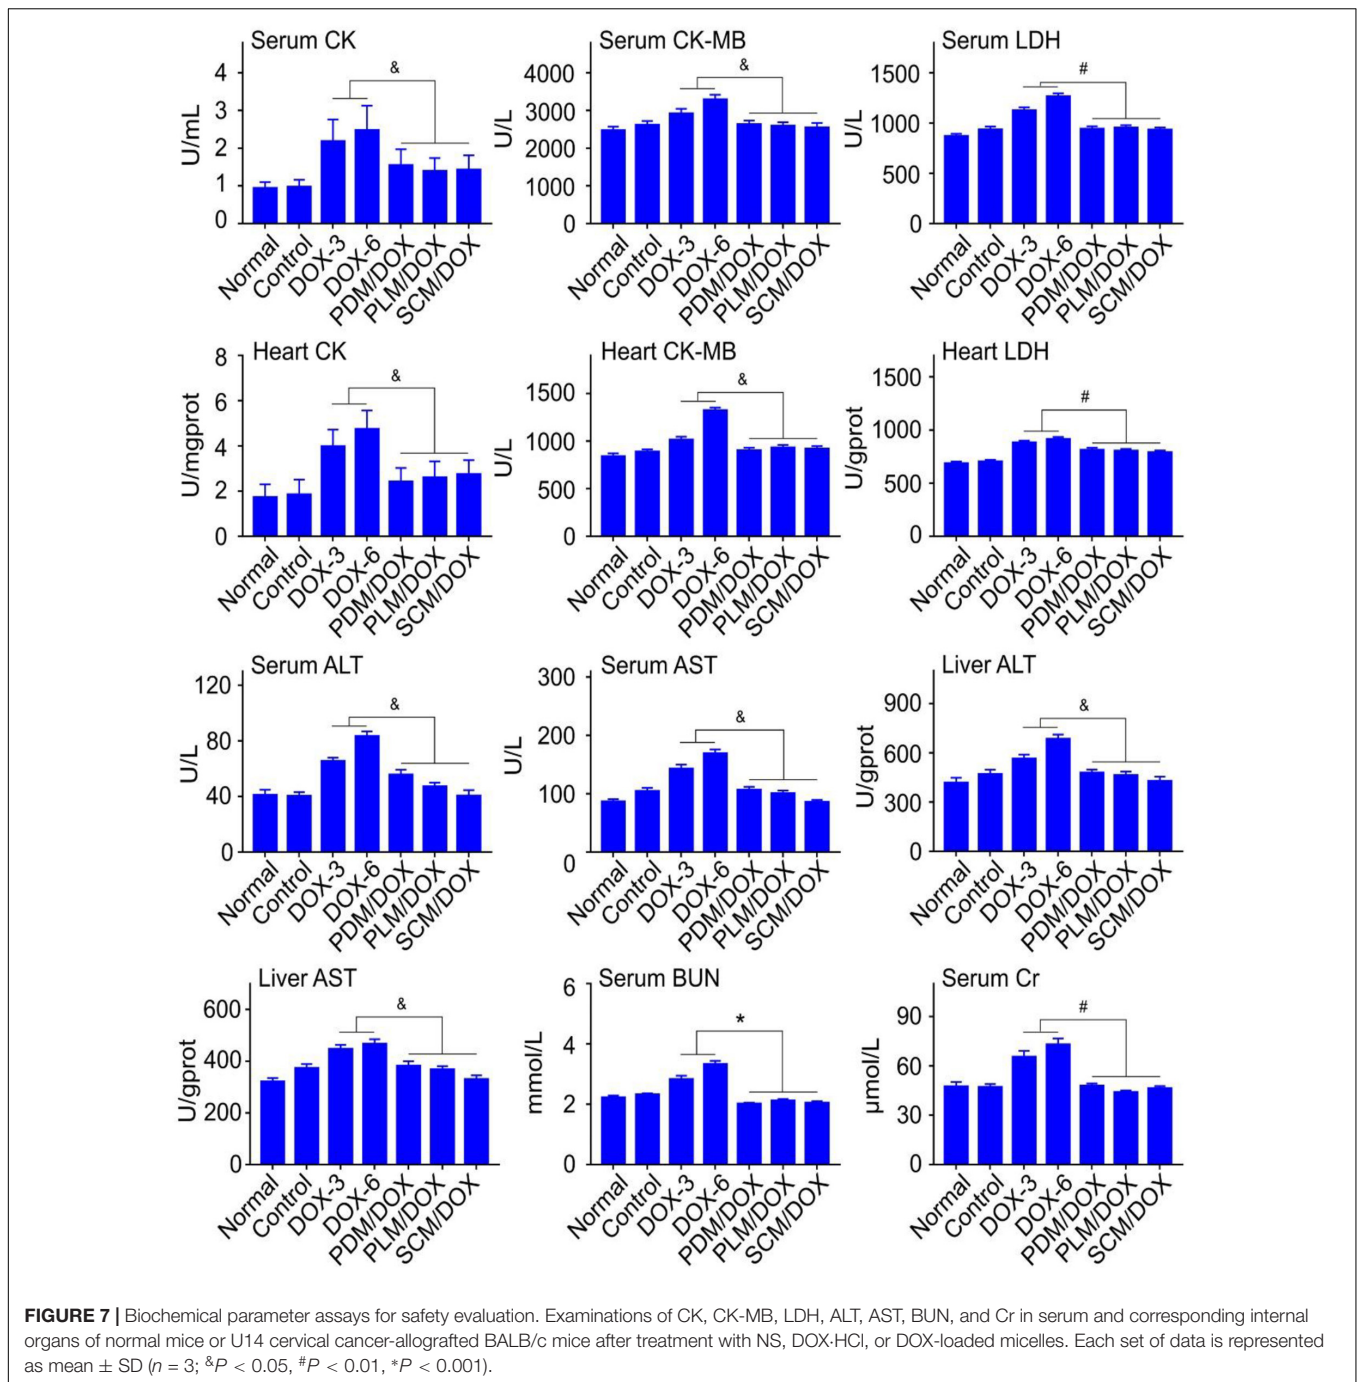 Serum CK
&
4
3
2
1
0
U/mL
Normal
Control
DOX-3
DOX-6
PDM/DOX
PLM/DOX
SCM/DOX
Serum CK-MB
&
4000
3000
2000
1000
0
U/L
Normal
Control
DOX-3
DOX-6
PDM/DOX
PLM/DOX
SCM/DOX
Serum LDH
#
1500
1000
500
0
U/L
Normal
Control
DOX-3
DOX-6
PDM/DOX
PLM/DOX
SCM/DOX
Heart CK
&
8
6
4
2
0
U/mgprot
Normal
Control
DOX-3
DOX-6
PDM/DOX
PLM/DOX
SCM/DOX
Heart CK-MB
&
1500
1000
500
0
U/L
Normal
Control
DOX-3
DOX-6
PDM/DOX
PLM/DOX
SCM/DOX
Heart LDH
#
1500
1000
500
0
U/gprot
Normal
Control
DOX-3
DOX-6
PDM/DOX
PLM/DOX
SCM/DOX
Serum ALT
&
120
80
40
0
U/L
Normal
Control
DOX-3
DOX-6
PDM/DOX
PLM/DOX
SCM/DOX
Serum AST
&
300
200
100
0
U/L
Normal
Control
DOX-3
DOX-6
PDM/DOX
PLM/DOX
SCM/DOX
Liver ALT
&
900
600
300
0
U/gprot
Normal
Control
DOX-3
DOX-6
PDM/DOX
PLM/DOX
SCM/DOX
Liver AST
&
600
400
200
0
U/gprot
Normal
Control
DOX-3
DOX-6
PDM/DOX
PLM/DOX
SCM/DOX
Serum BUN
*
6
4
2
0
mmol/L
Normal
Control
DOX-3
DOX-6
PDM/DOX
PLM/DOX
SCM/DOX
Serum Cr
#
90
60
30
0
µmol/L
Normal
Control
DOX-3
DOX-6
PDM/DOX
PLM/DOX
SCM/DOX
FIGURE 7 | Biochemical parameter assays for safety evaluation. Examinations of CK, CK-MB, LDH, ALT, AST, BUN, and Cr in serum and corresponding internal
organs of normal mice or U14 cervical cancer-allografted BALB/c mice after treatment with NS, DOX·HCl, or DOX-loaded micelles. Each set of data is represented
as mean ± SD (n = 3; &P < 0.05, #P < 0.01, *P < 0.001).